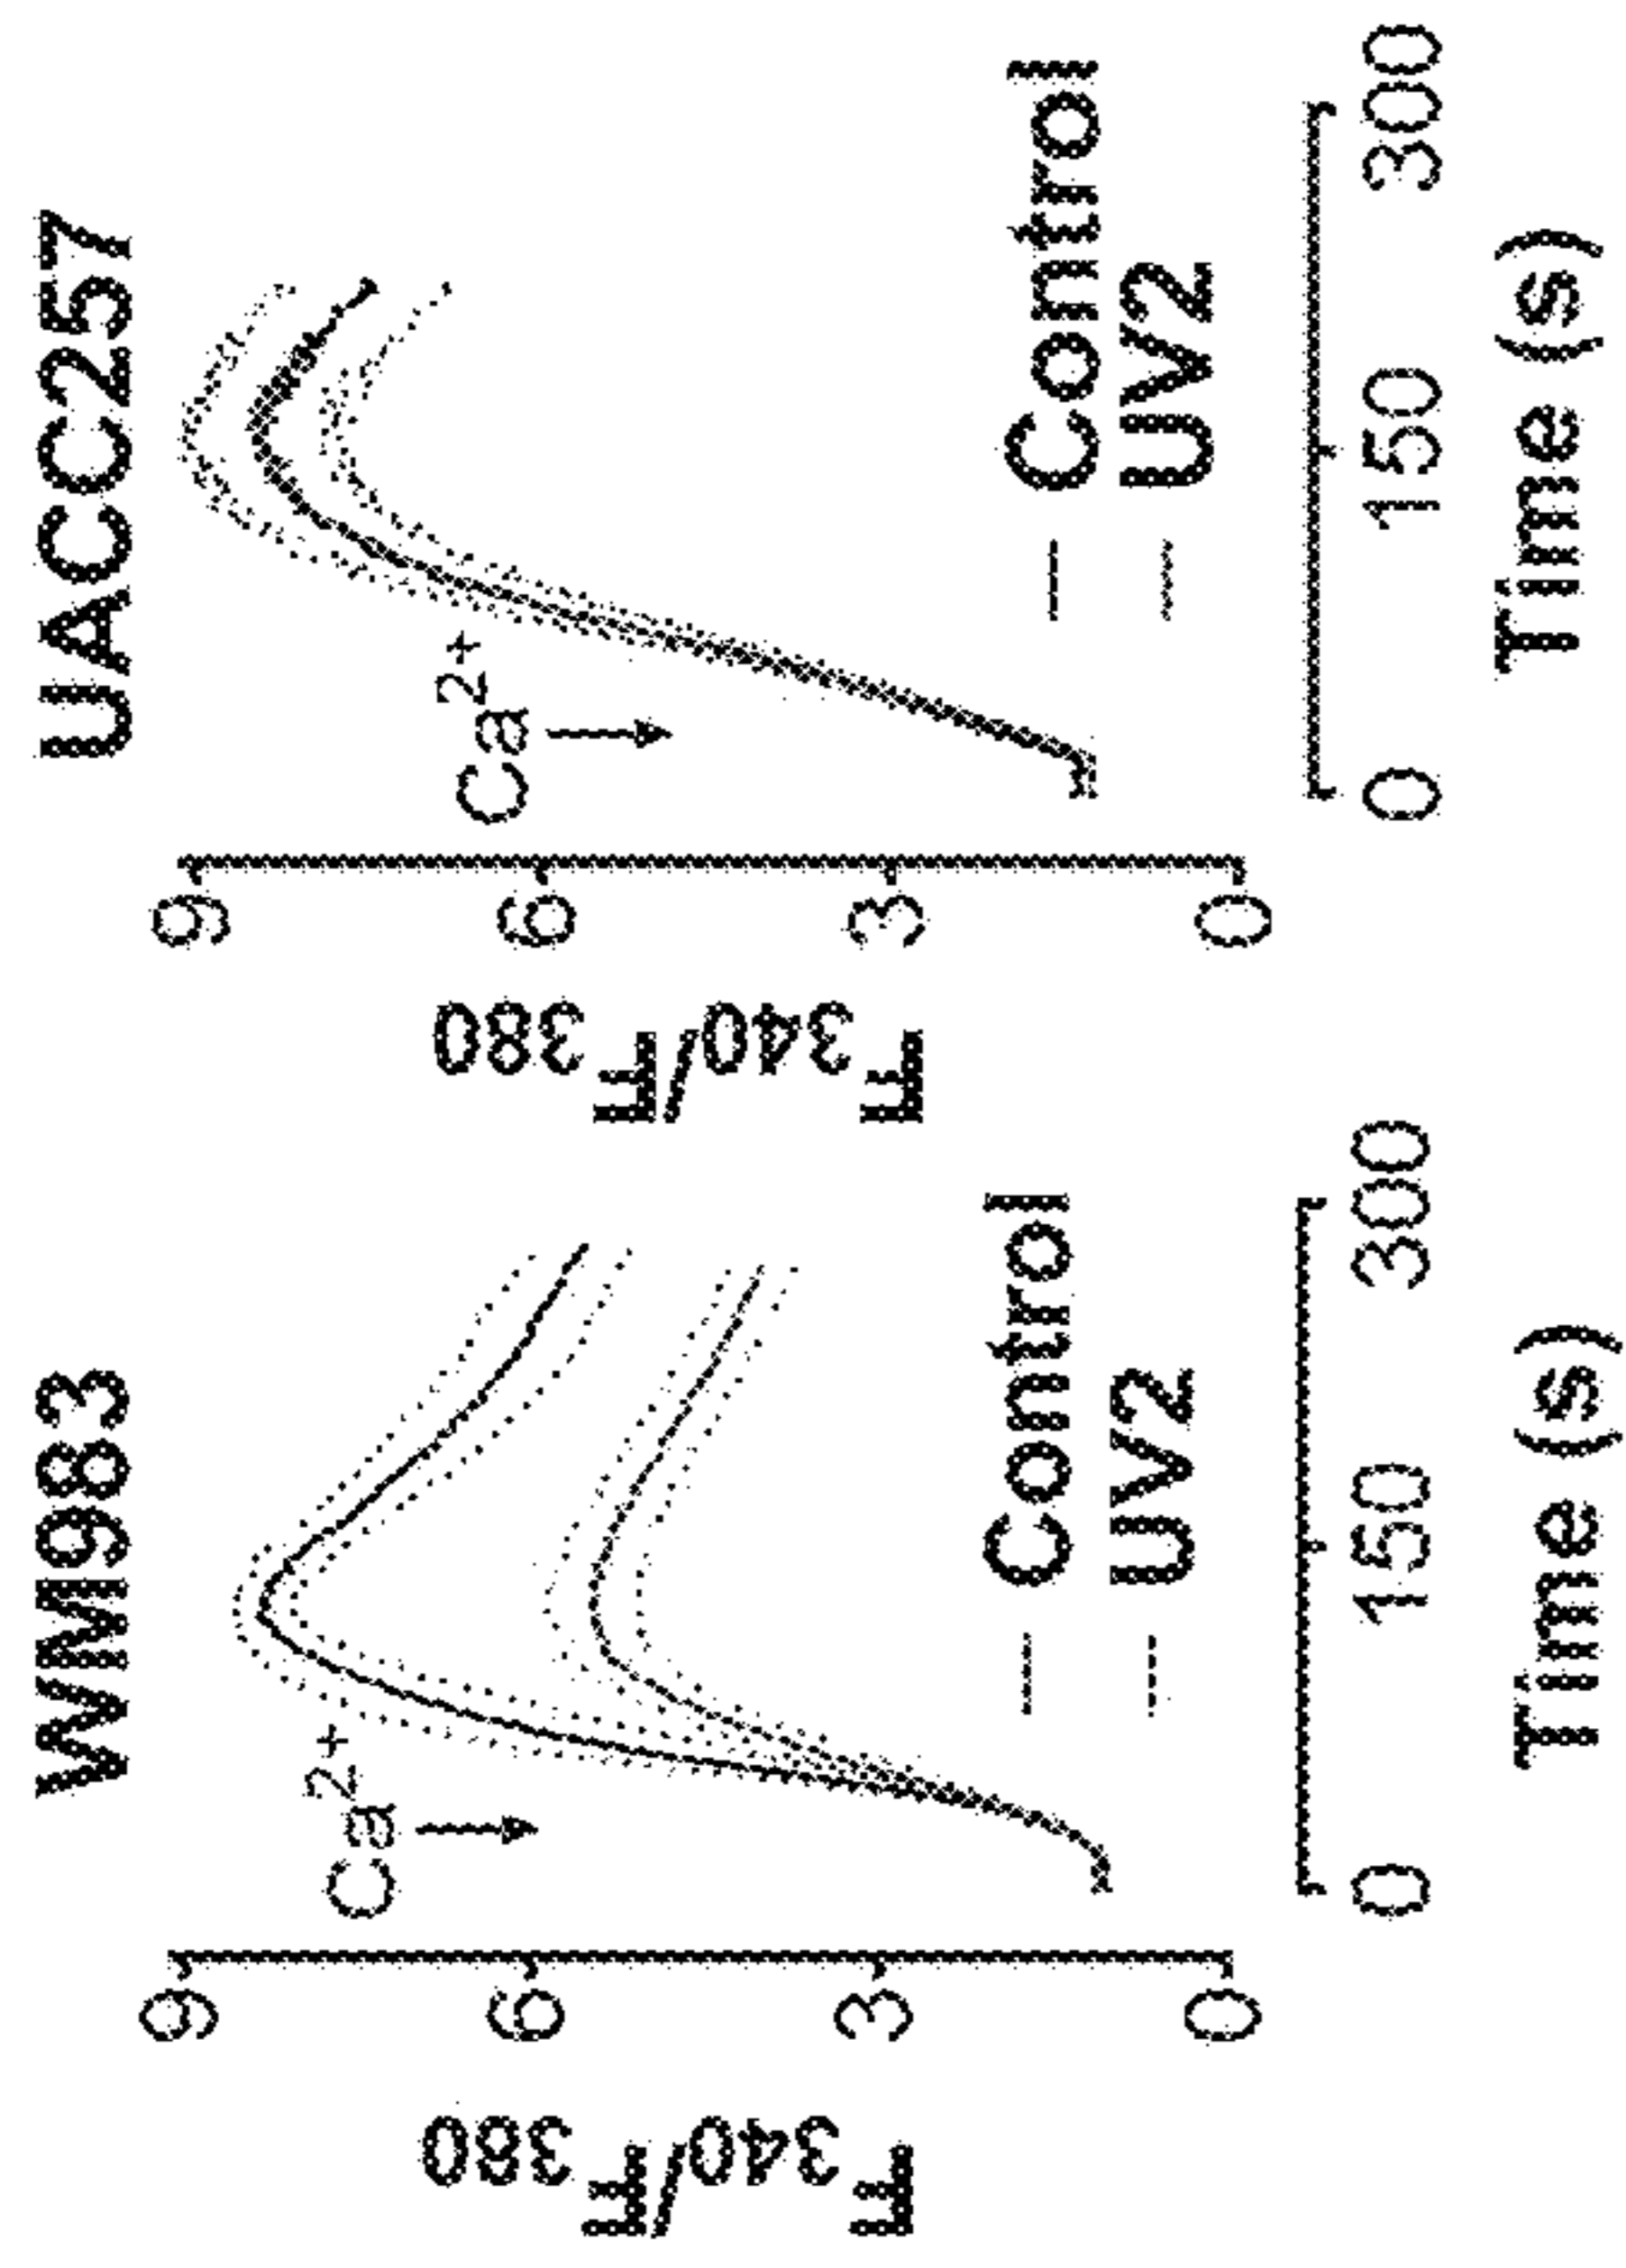 WM983
F340/F380
9
6
3
0
Ca2+
Control
UV2
0 150 300
Time (s)
UACC257
F340/F380
9
6
3
0
Ca2+
Control
UV2
0 150 300
Time (s)